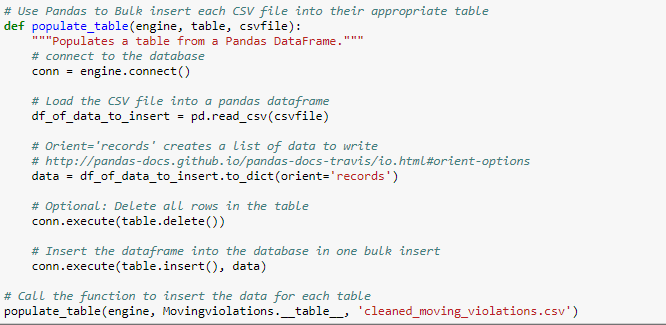 # Use Pandas to Bulk insert each CSV file into their appropriate table
def populate_table(engine, table, csvfile):
    """Populates a table from a Pandas DataFrame."""
    # connect to the database
    conn = engine.connect()

    # Load the CSV file into a pandas dataframe
    df_of_data_to_insert = pd.read_csv(csvfile)

    # Orient='records' creates a list of data to write
    # http://pandas-docs.github.io/pandas-docs-travis/io.html#orient-options
    data = df_of_data_to_insert.to_dict(orient='records')

    # Optional: Delete all rows in the table
    conn.execute(table.delete())

    # Insert the dataframe into the database in one bulk insert
    conn.execute(table.insert(), data)

# Call the function to insert the data for each table
populate_table(engine, Movingviolations.__table__, 'cleaned_moving_violations.csv')